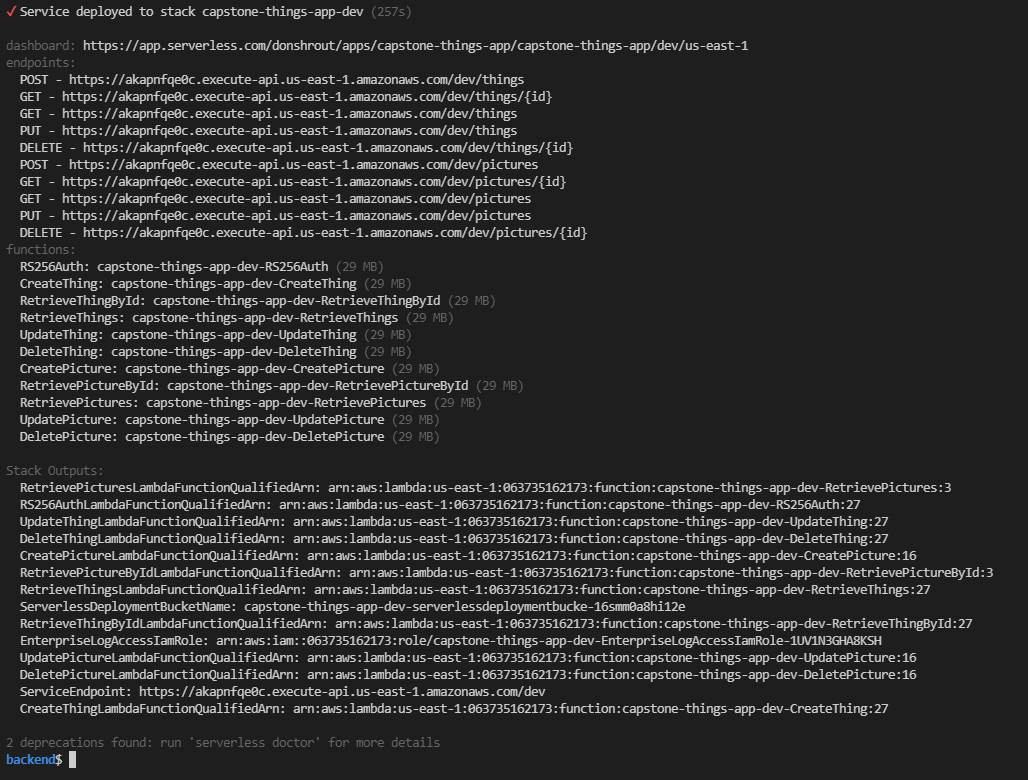 ✓Service deployed to stack capstone-things-app-dev (257s)
dashboard: https://app.serverless.com/donshrout/apps/capstone-things-app/capstone-things-app/dev/us-east-1
endpoints:
POST - https://akapnfqe0c.execute-api.us-east-1.amazonaws.com/dev/things
GET - https://akapnfqe0c.execute-api.us-east-1.amazonaws.com/dev/things/{id}
GET - https://akapnfqe0c.execute-api.us-east-1.amazonaws.com/dev/things
PUT - https://akapnfqe0c.execute-api.us-east-1.amazonaws.com/dev/things
DELETE - https://akapnfqe0c.execute-api.us-east-1.amazonaws.com/dev/things/{id}
POST - https://akapnfqe0c.execute-api.us-east-1.amazonaws.com/dev/pictures
GET - https://akapnfqe0c.execute-api.us-east-1.amazonaws.com/dev/pictures/{id}
GET - https://akapnfqe0c.execute-api.us-east-1.amazonaws.com/dev/pictures
PUT - https://akapnfqe0c.execute-api.us-east-1.amazonaws.com/dev/pictures
DELETE - https://akapnfqe0c.execute-api.us-east-1.amazonaws.com/dev/pictures/{id}
functions:
RS256Auth: capstone-things-app-dev-RS256Auth (29 MB)
CreateThing: capstone-things-app-dev-CreateThing (29 MB)
RetrieveThingById: capstone-things-app-dev-RetrieveThingById (29 MB)
RetrieveThings: capstone-things-app-dev-RetrieveThings (29 MB)
UpdateThing: capstone-things-app-dev-UpdateThing (29 MB)
DeleteThing: capstone-things-app-dev-DeleteThing (29 MB)
CreatePicture: capstone-things-app-dev-CreatePicture (29 MB)
RetrievePictureById: capstone-things-app-dev-RetrievePictureById (29 MB)
RetrievePictures: capstone-things-app-dev-RetrievePictures (29 MB)
UpdatePicture: capstone-things-app-dev-UpdatePicture (29 MB)
DeletePicture: capstone-things-app-dev-DeletePicture (29 MB)
Stack Outputs:
RetrievePicturesLambdaFunctionQualifiedArn: arn:aws:lambda:us-east-1:063735162173:function:capstone-things-app-dev-RetrievePictures:3
RS256AuthLambdaFunctionQualifiedArn: arn:aws:lambda:us-east-1:063735162173:function:capstone-things-app-dev-RS256Auth:27
UpdateThingLambdaFunctionQualifiedArn: arn:aws:lambda:us-east-1:063735162173:function:capstone-things-app-dev-UpdateThing:27
DeleteThingLambdaFunctionQualifiedArn: arn:aws:lambda:us-east-1:063735162173:function:capstone-things-app-dev-DeleteThing:27
CreatePictureLambdaFunctionQualifiedArn: arn:aws:lambda:us-east-1:063735162173:function:capstone-things-app-dev-CreatePicture:16
RetrievePictureByIdLambdaFunctionQualifiedArn: arn:aws:lambda:us-east-1:063735162173:function:capstone-things-app-dev-RetrievePictureById:3
RetrieveThingsLambdaFunctionQualifiedArn: arn:aws:lambda:us-east-1:063735162173:function:capstone-things-app-dev-RetrieveThings:27
ServerlessDeploymentBucketName: capstone-things-app-dev-serverlessdeploymentbucke-16smm0a8hi12e
RetrieveThingByIdLambdaFunctionQualifiedArn: arn:aws:lambda:us-east-1:063735162173:function:capstone-things-app-dev-RetrieveThingById:27
EnterpriseLogAccessIamRole: arn:aws:iam::063735162173:role/capstone-things-app-dev-EnterpriseLogAccessIamRole-1UV1N3GHA8KSH
UpdatePictureLambdaFunctionQualifiedArn: arn:aws:lambda:us-east-1:063735162173:function:capstone-things-app-dev-UpdatePicture:16
DeletePictureLambdaFunctionQualifiedArn: arn:aws:lambda:us-east-1:063735162173:function:capstone-things-app-dev-DeletePicture:16
ServiceEndpoint: https://akapnfqe0c.execute-api.us-east-1.amazonaws.com/dev
CreateThingLambdaFunctionQualifiedArn: arn:aws:lambda:us-east-1:063735162173:function:capstone-things-app-dev-CreateThing:27
2 deprecations found: run 'serverless doctor' for more details
backend$